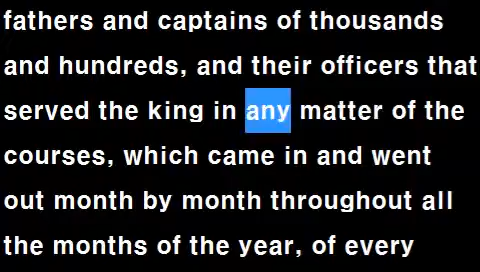 fathers and captains of thousands
and hundreds, and their officers that
served the king in any matter of the
courses, which came in and went
out month by month throughout all
the months of the year, of every